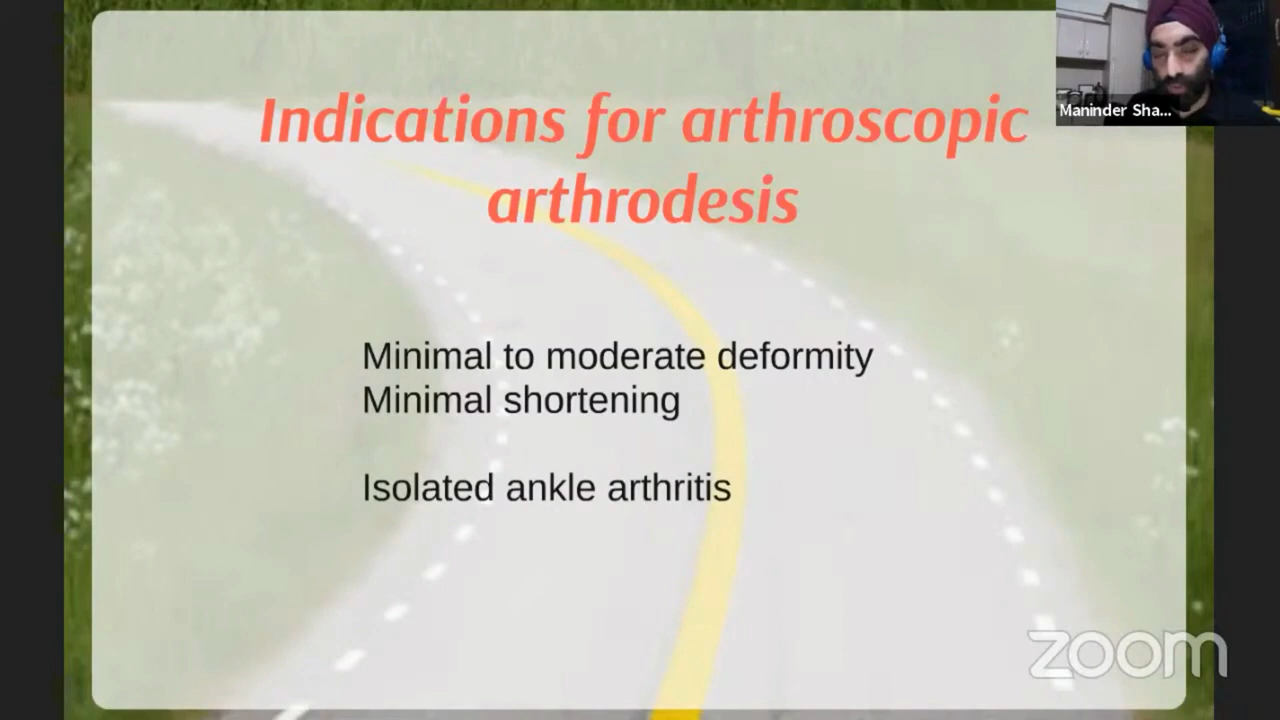 Indications for arthroscopic
arthrodesis
Maninder Sha...
Minimal to moderate deformity
Minimal shortening
Isolated ankle arthritis
zoom